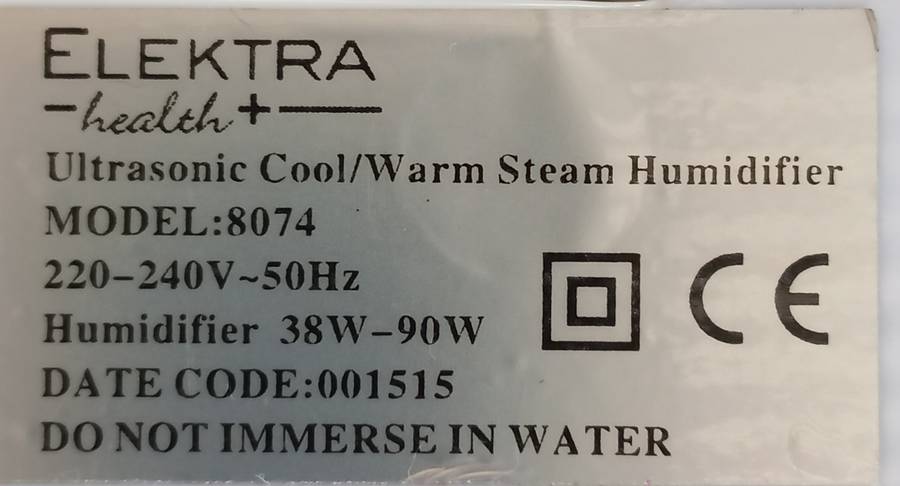 ELEKTRA
health+
Ultrasonic Cool/Warm Steam Humidifier
MODEL:8074
220-240V~50Hz
Humidifier 38W-90W
CE
DATE CODE:001515
DO NOT IMMERSE IN WATER